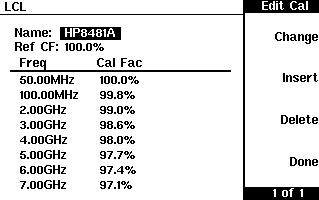 LCL
Edit Cal
Name: HP8481A
Change
Ref CF: 100.0%
Freq Cal Fac
50.00MHz 100.0%
Insert
100.00MHz 99.8%
2.00GHz 99.0%
3.00GHz 98.6%
Delete
4.00GHz 98.0%
5.00GHz 97.7%
Done
6.00GHz 97.4%
7.00GHz 97.1%
1 of 1